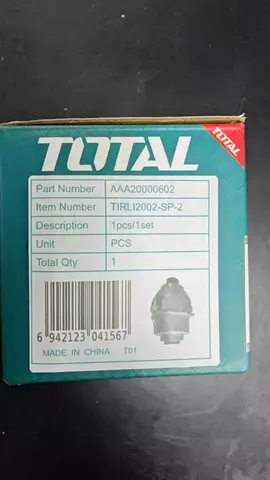 TOTAL
TOTAL
Part Number AAA20000602
Item Number TIRLI2002-SP-2
Description 1pcs/1set
Unit PCS
Total Qty 1
6 942123 041567
MADE IN CHINA T01